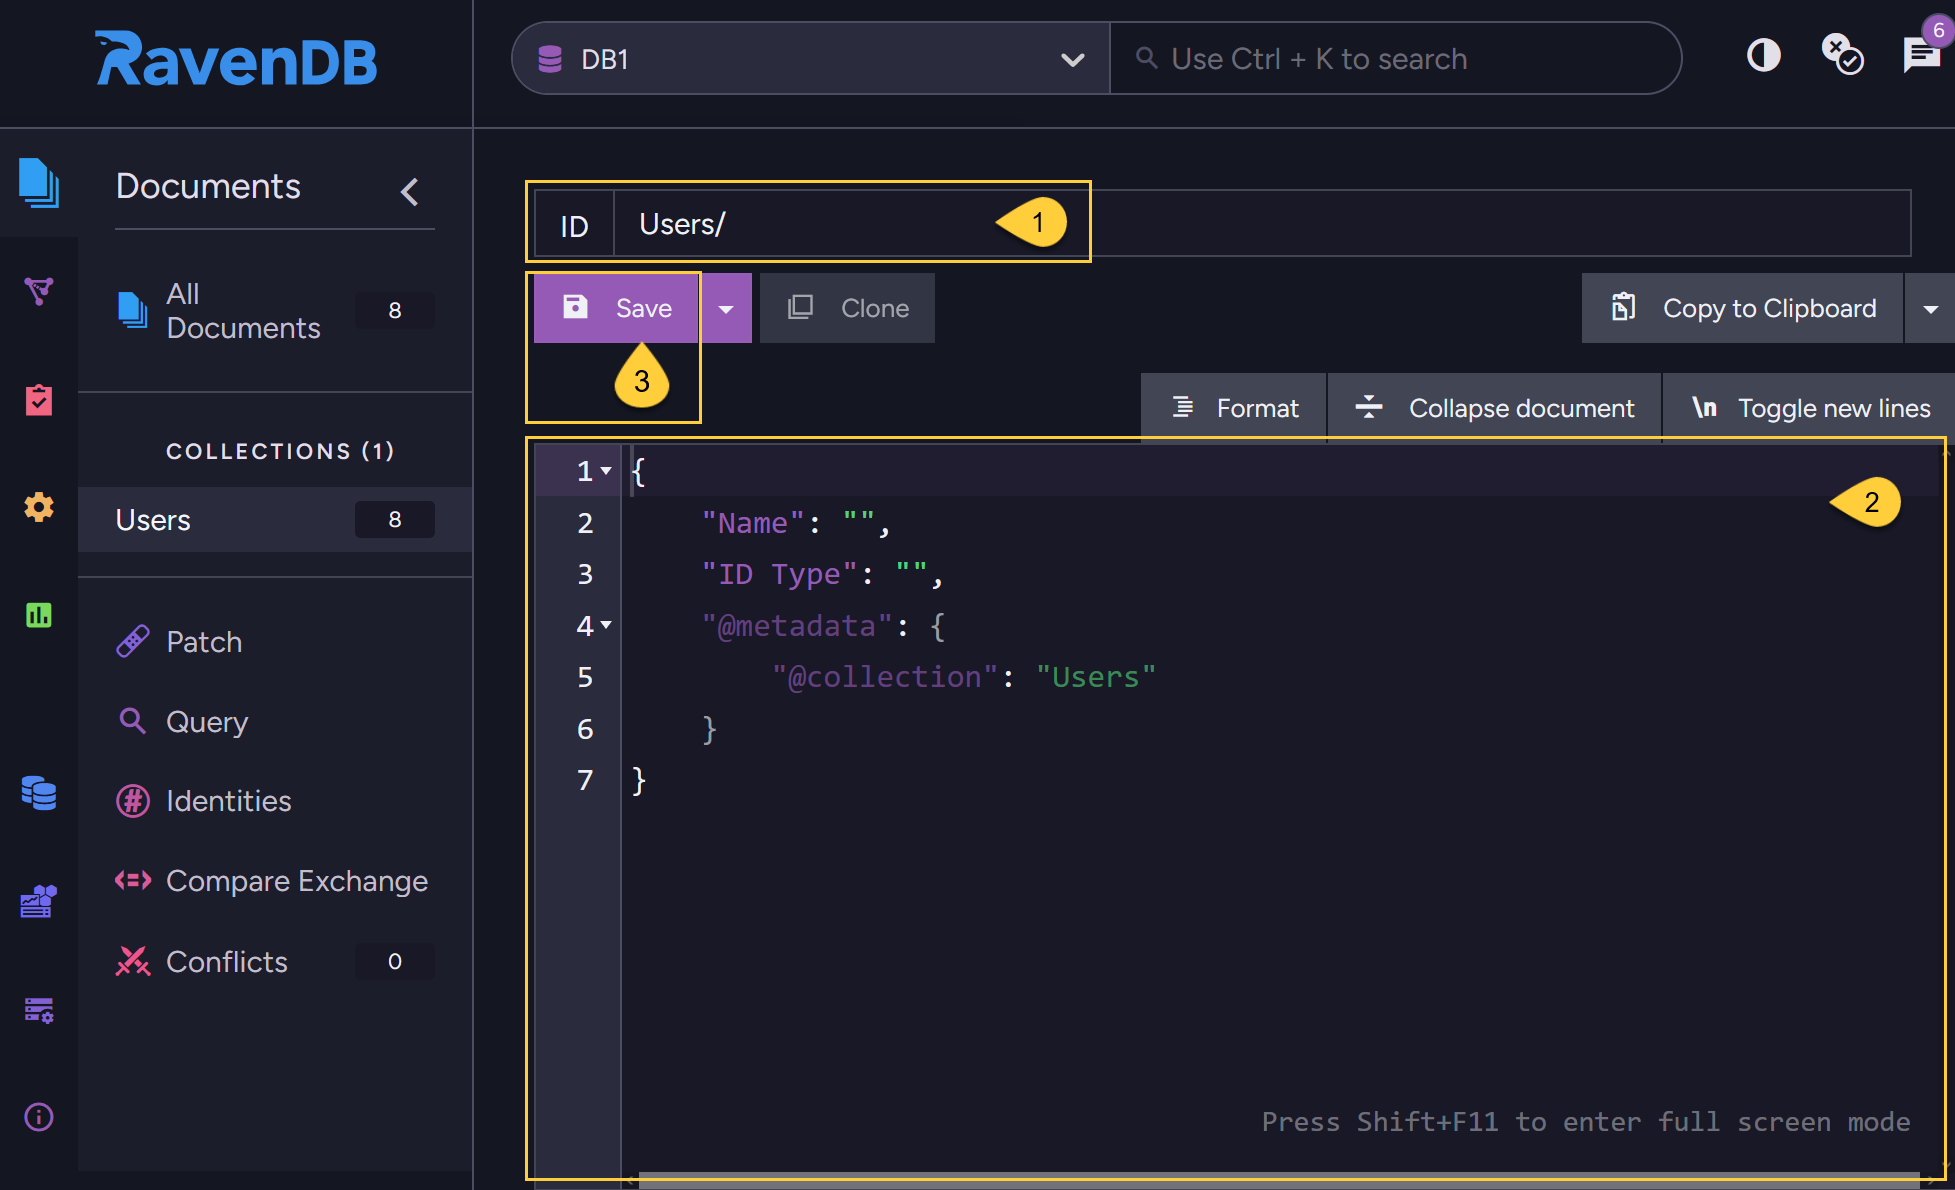 RavenDB
DB1
Use Ctrl + K to search
6
Documents
All Documents
8
COLLECTIONS (1)
Users
8
Patch
Query
Identities
Compare Exchange
Conflicts
0
ID
Users/
1
Save
Clone
Copy to Clipboard
3
Format
Collapse document
\n Toggle new lines
2
1 {
2 "Name": "",
3 "ID Type": "",
4 "@metadata": {
5 "@collection": "Users"
6 }
7 }
Press Shift+F11 to enter full screen mode